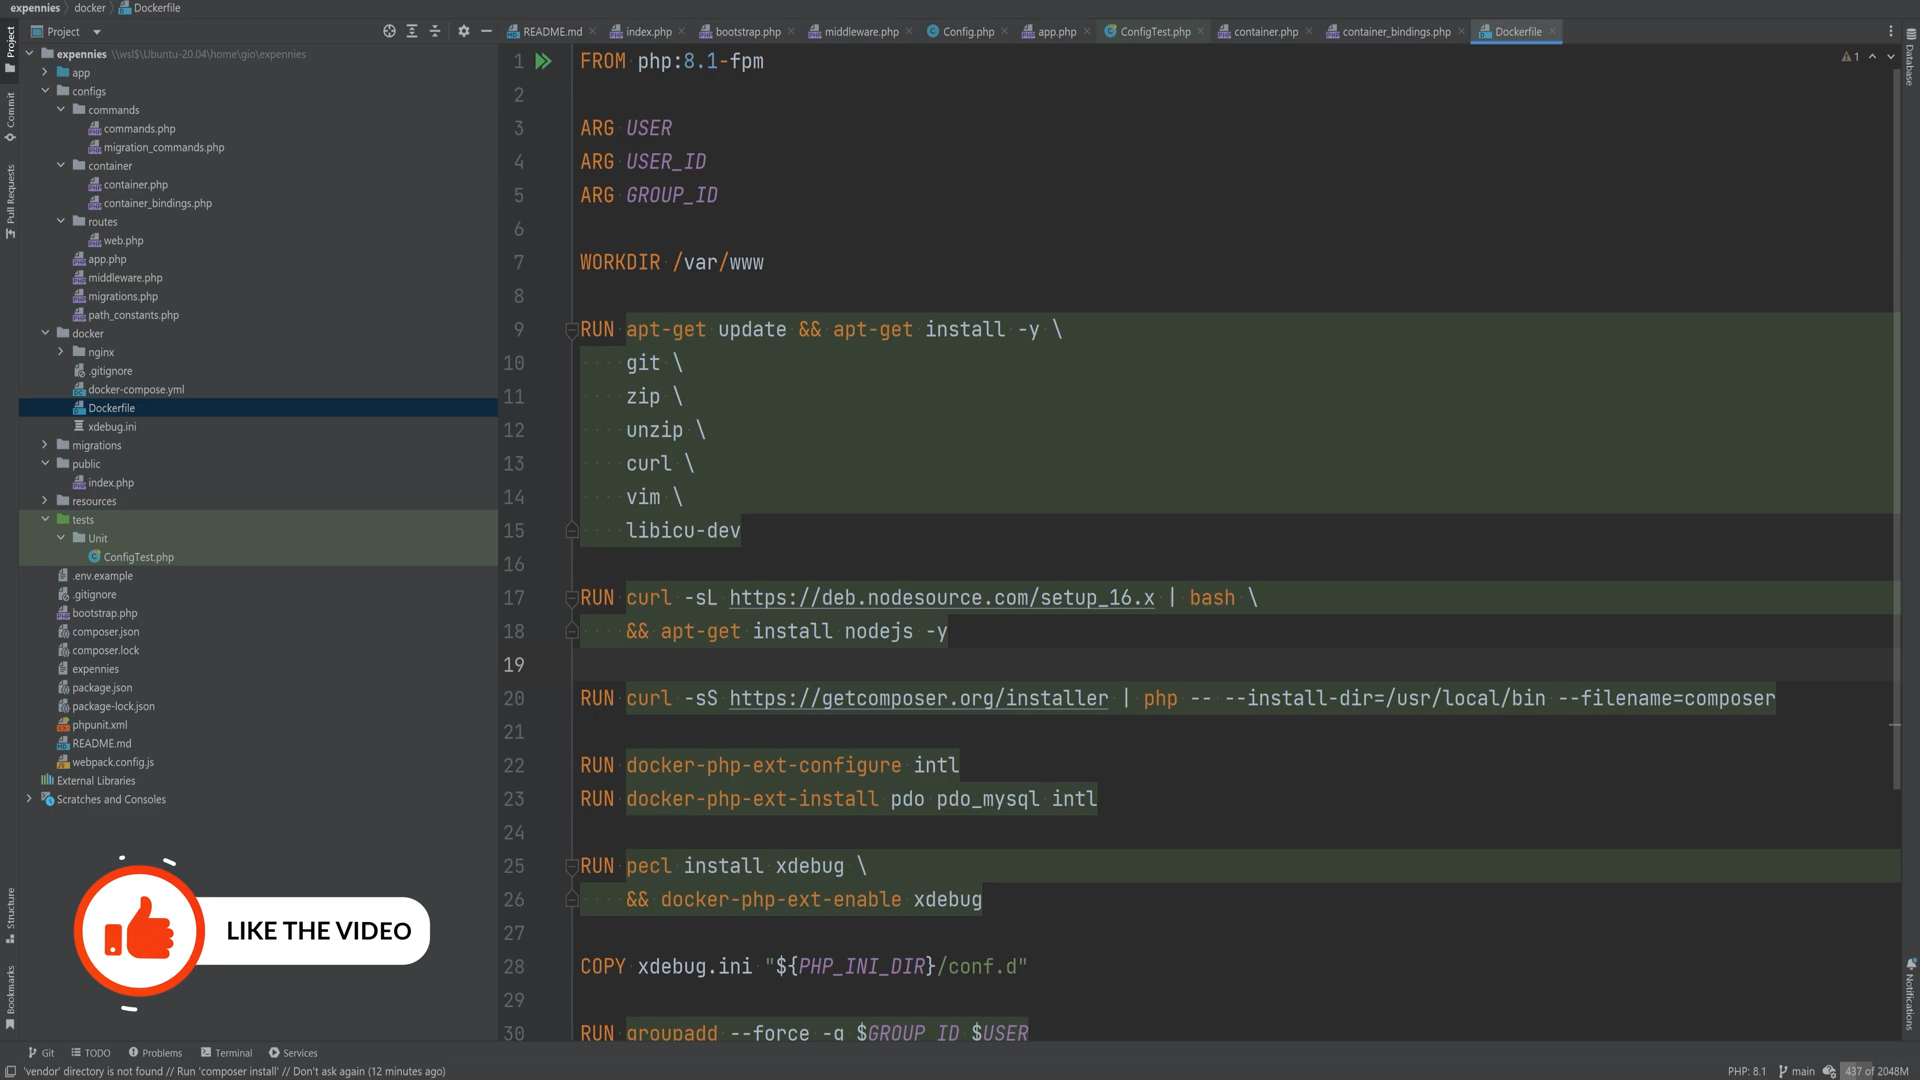 expennies docker Dockerfile
Project
README.md index.php bootstrap.php middleware.php Config.php app.php ConfigTest.php container.php container_bindings.php Dockerfile
Project
Commit
Pull Requests
Structure
Bookmarks
expennies \\wsl$\Ubuntu-20.04\home\gio\expennies
app
configs
commands
commands.php
migration_commands.php
container
container.php
container_bindings.php
routes
web.php
app.php
middleware.php
migrations.php
path_constants.php
docker
nginx
.gitignore
docker-compose.yml
Dockerfile
xdebug.ini
migrations
public
index.php
resources
tests
Unit
ConfigTest.php
.env.example
.gitignore
bootstrap.php
composer.json
composer.lock
expennies
package.json
package-lock.json
phpunit.xml
README.md
webpack.config.js
External Libraries
Scratches and Consoles
LIKE THE VIDEO
1 FROM php:8.1-fpm
2
3 ARG USER
4 ARG USER_ID
5 ARG GROUP_ID
6
7 WORKDIR /var/www
8
9 RUN apt-get update && apt-get install -y \
10 git \
11 zip \
12 unzip \
13 curl \
14 vim \
15 libicu-dev
16
17 RUN curl -sL https://deb.nodesource.com/setup_16.x | bash \
18 && apt-get install nodejs -y
19
20 RUN curl -sS https://getcomposer.org/installer | php -- --install-dir=/usr/local/bin --filename=composer
21
22 RUN docker-php-ext-configure intl
23 RUN docker-php-ext-install pdo pdo_mysql intl
24
25 RUN pecl install xdebug \
26 && docker-php-ext-enable xdebug
27
28 COPY xdebug.ini "${PHP_INI_DIR}/conf.d"
29
30 RUN groupadd --force -g $GROUP_ID $USER
1
Database
Notifications
Git TODO Problems Terminal Services
'vendor' directory is not found // Run 'composer install' // Don't ask again (12 minutes ago)
PHP: 8.1 main 437 of 2048M